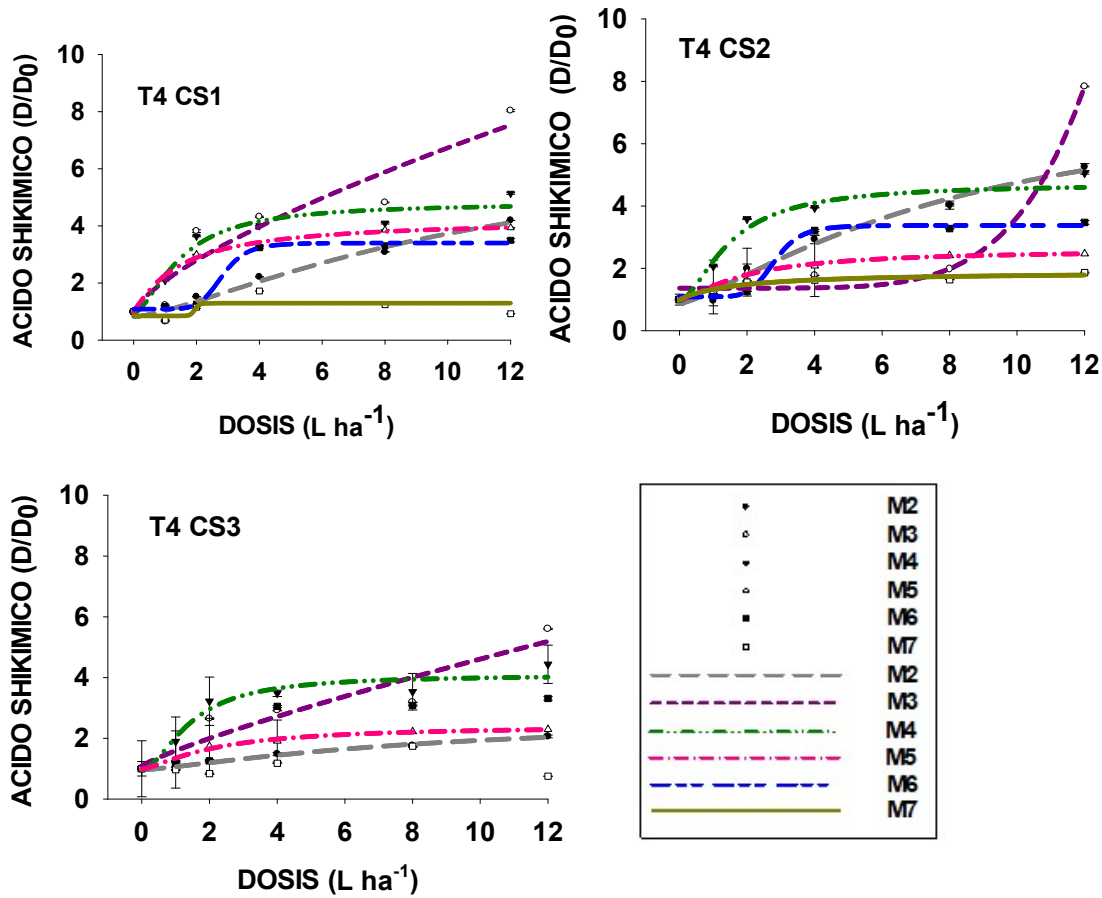 T4 CS1
ACIDO SHIKIMICO (D/D0)
10
8
6
4
2
0
0 2 4 6 8 10 12
DOSIS (L ha-1)
T4 CS2
ACIDO SHIKIMICO (D/D0)
10
8
6
4
2
0
0 2 4 6 8 10 12
DOSIS (L ha-1)
T4 CS3
ACIDO SHIKIMICO (D/D0)
10
8
6
4
2
0
0 2 4 6 8 10 12
DOSIS (L ha-1)
M2
M3
M4
M5
M6
M7
M2
M3
M4
M5
M6
M7